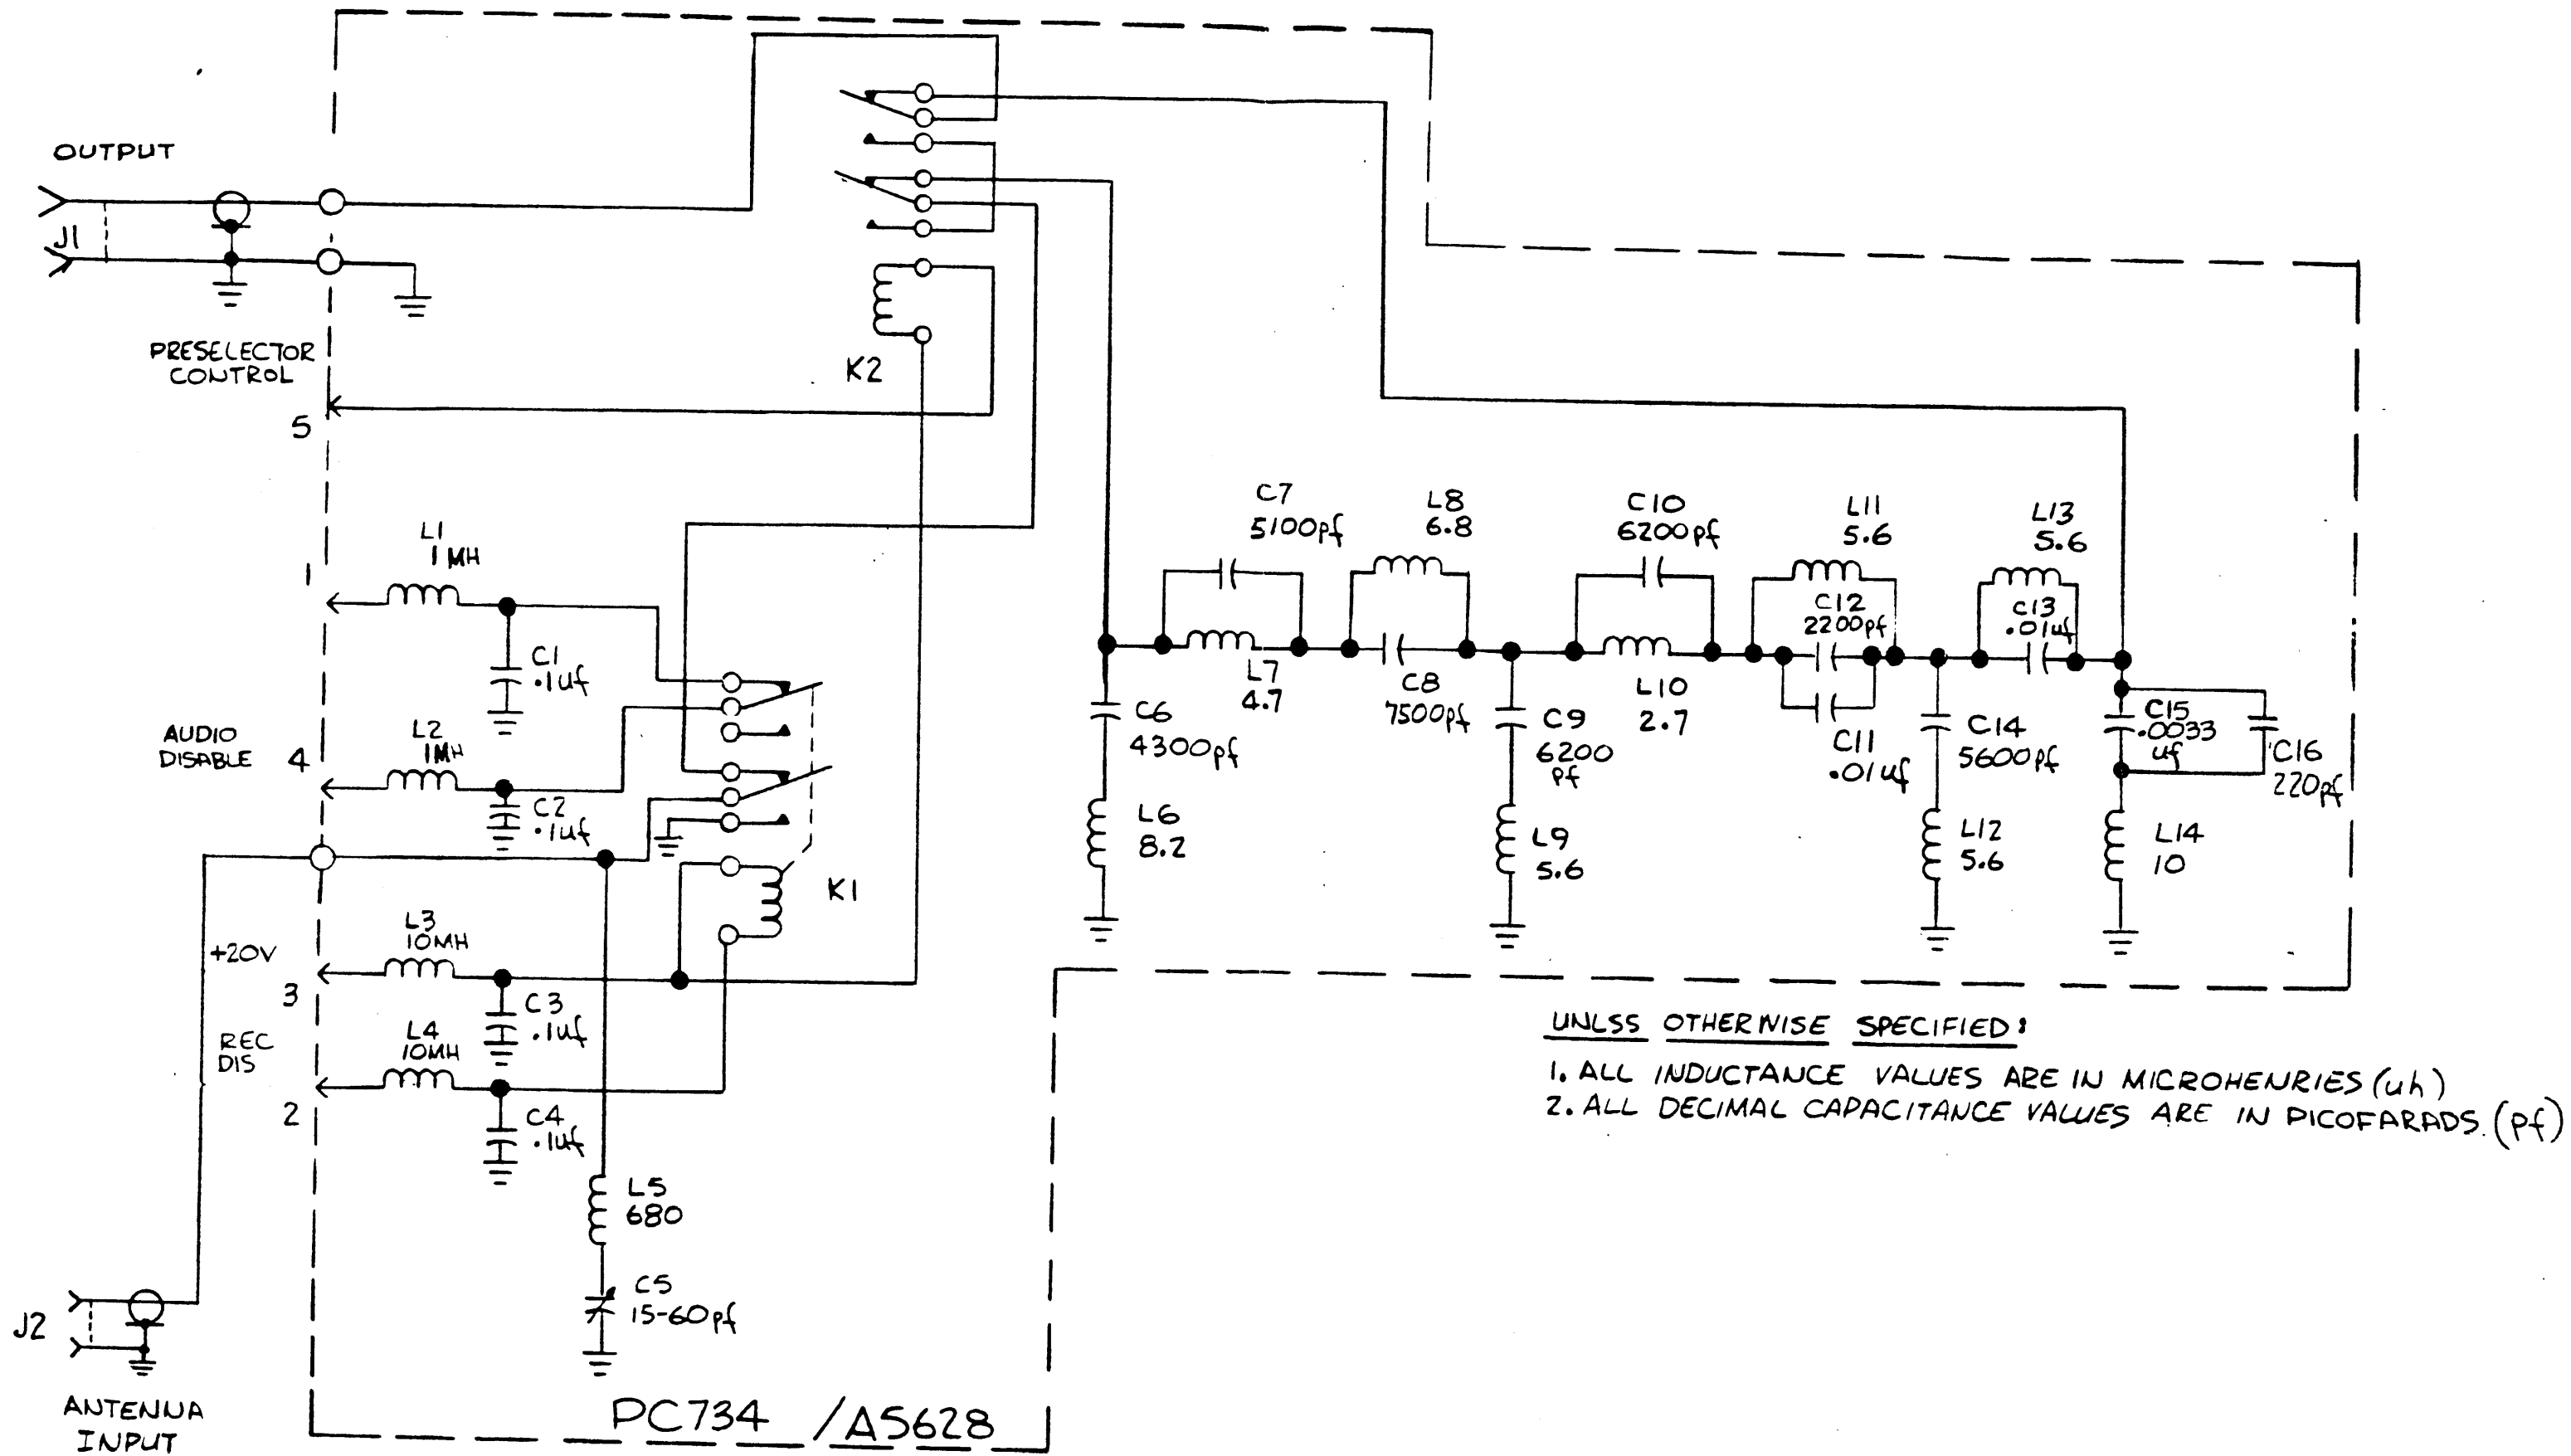 OUTPUT
J1
PRESELECTOR
CONTROL
5
K2
L1
1 MH
1
C1
.1uf
AUDIO
DISABLE
4
L2
1MH
C2
.1uf
K1
+20V
3
L3
10MH
C3
.1uf
REC
DIS
2
L4
10MH
C4
.1uf
L5
680
C5
15-60pf
J2
ANTENNA
INPUT
PC734 /A5628
C6
4300pf
L6
8.2
C7
5100pf
L7
4.7
L8
6.8
C8
7500pf
C9
6200
pf
L9
5.6
C10
6200pf
L10
2.7
L11
5.6
C12
2200pf
C11
.01uf
C14
5600pf
L12
5.6
L13
5.6
C13
.01uf
C15
.0033
uf
C16
220pf
L14
10
UNLSS OTHERWISE SPECIFIED:
1. ALL INDUCTANCE VALUES ARE IN MICROHENRIES (uh)
2. ALL DECIMAL CAPACITANCE VALUES ARE IN PICOFARADS. (pf)